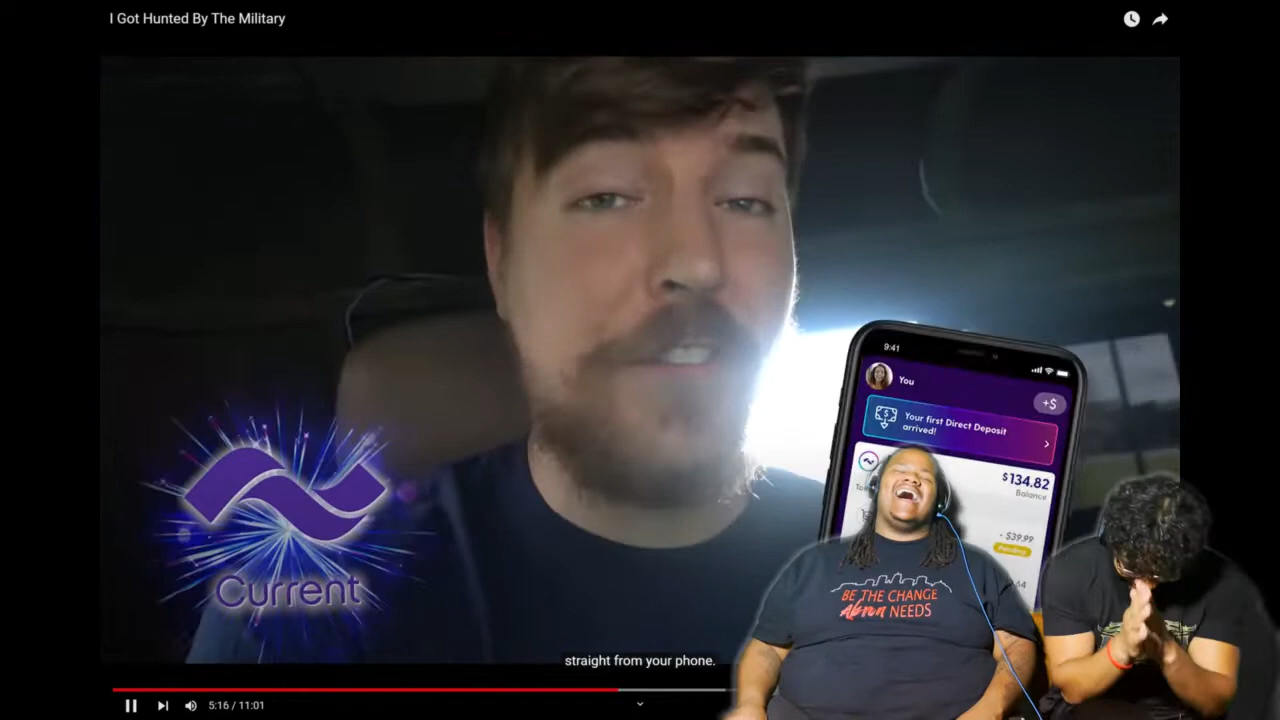 I Got Hunted By The Military
9:41
You
+$
Your first Direct Deposit
arrived!
$134.82
Balance
- $39.99
Pending
Current
BE THE CHANGE
NEEDS
straight from your phone.
5:16 / 11:01